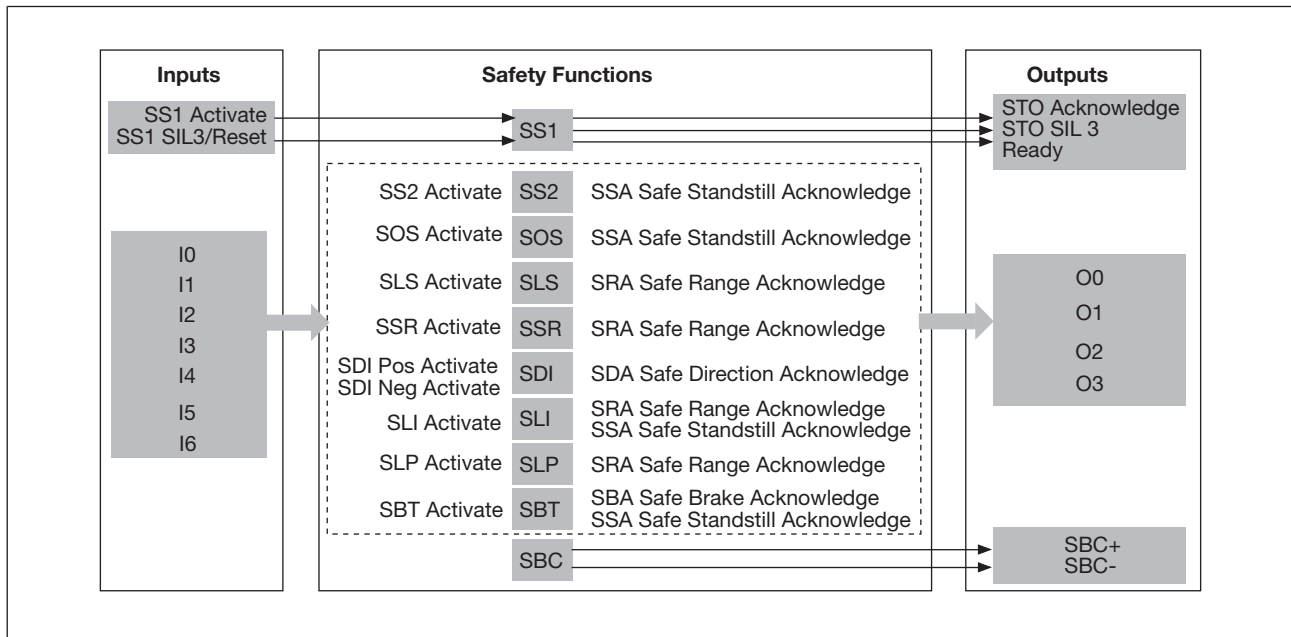 Inputs
Safety Functions
Outputs
SS1 Activate
SS1 SIL3/Reset
SS1
STO Acknowledge
STO SIL 3
Ready
I0
I1
I2
I3
I4
I5
I6
SS2 Activate SS2 SSA Safe Standstill Acknowledge
SOS Activate SOS SSA Safe Standstill Acknowledge
SLS Activate SLS SRA Safe Range Acknowledge
SSR Activate SSR SRA Safe Range Acknowledge
SDI Pos Activate
SDI Neg Activate
SDI SDA Safe Direction Acknowledge
SLI Activate SLI SRA Safe Range Acknowledge
SSA Safe Standstill Acknowledge
SLP Activate SLP SRA Safe Range Acknowledge
SBT Activate SBT SBA Safe Brake Acknowledge
SSA Safe Standstill Acknowledge
SBC
O0
O1
O2
O3
SBC+
SBC-